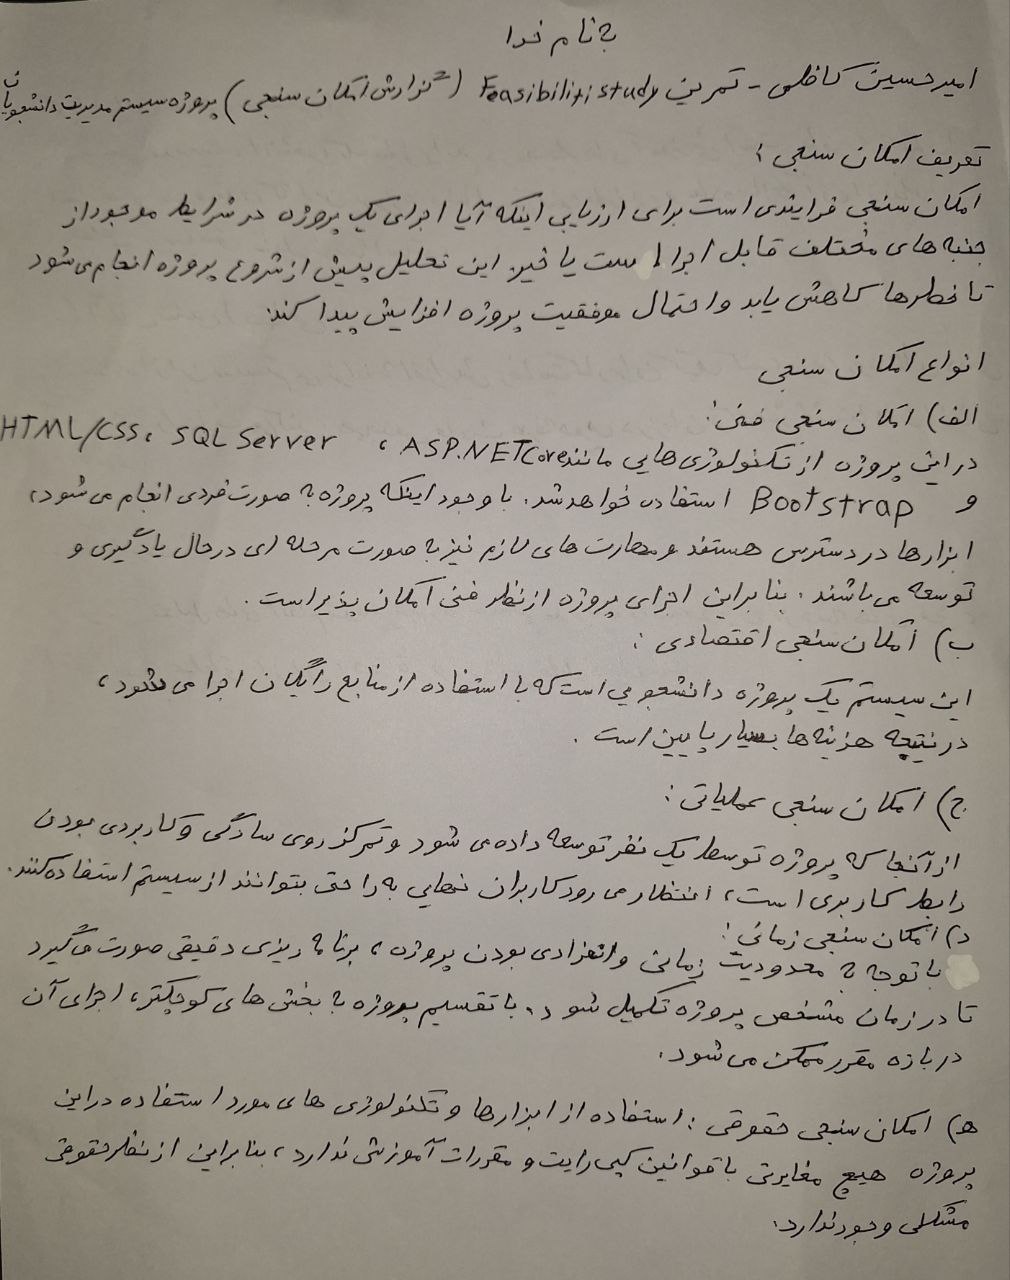 به نام خدا
امیرحسین کاظمی - تمرین Feasibiliti study (گزارش امکان سنجی) پروژه سیستم مدیریت دانشجویان
تعریف امکان سنجی :
امکان سنجی فرایندی است برای ارزیابی اینکه آیا اجرای یک پروژه در شرایط موجود از
جنبه های مختلف قابل اجرا است یا خیر. این تحلیل پیش از شروع پروژه انجام می شود
تا خطرها کاهش یابد و احتمال موفقیت پروژه افزایش پیدا کند.
انواع امکان سنجی
الف) امکان سنجی فنی :
در این پروژه از تکنولوژی هایی مانند ASP.NET Core ، SQL Server ، HTML/CSS
و Bootstrap استفاده خواهد شد. با وجود اینکه پروژه به صورت فردی انجام می شود،
ابزارها در دسترس هستند و مهارت های لازم نیز به صورت مرحله ای در حال یادگیری و
توسعه می باشند. بنابراین اجرای پروژه از نظر فنی امکان پذیر است.
ب) امکان سنجی اقتصادی :
این سیستم یک پروژه دانشجویی است که با استفاده از منابع رایگان اجرا می شود،
در نتیجه هزینه ها بسیار پایین است.
ج) امکان سنجی عملیاتی :
از آنجا که پروژه توسط یک نفر توسعه داده می شود و تمرکز روی سادگی و کاربردی بودن
رابط کاربری است، انتظار می رود کاربران نهایی به راحتی بتوانند از سیستم استفاده کنند.
د) امکان سنجی زمانی :
با توجه به محدودیت زمانی و انفرادی بودن پروژه، برنامه ریزی دقیقی صورت می گیرد
تا در زمان مشخص پروژه تکمیل شود. با تقسیم پروژه به بخش های کوچکتر، اجرای آن
در بازه مقرر ممکن می شود.
ه) امکان سنجی حقوقی : استفاده از ابزارها و تکنولوژی های مورد استفاده در این
پروژه هیچ مغایرتی با قوانین کپی رایت و مقررات آموزشی ندارد، بنابراین از نظر حقوقی
مشکلی وجود ندارد.